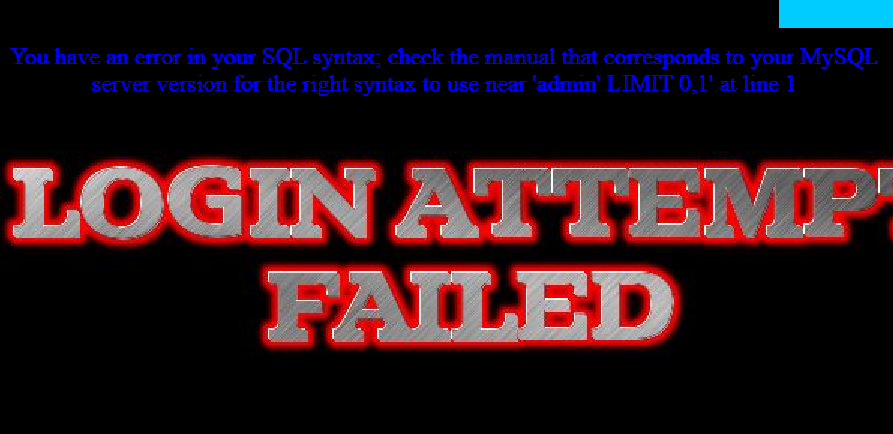 You have an error in your SQL syntax; check the manual that corresponds to your MySQL
server version for the right syntax to use near 'admin' LIMIT 0,1' at line 1
LOGIN ATTEMPT
FAILED